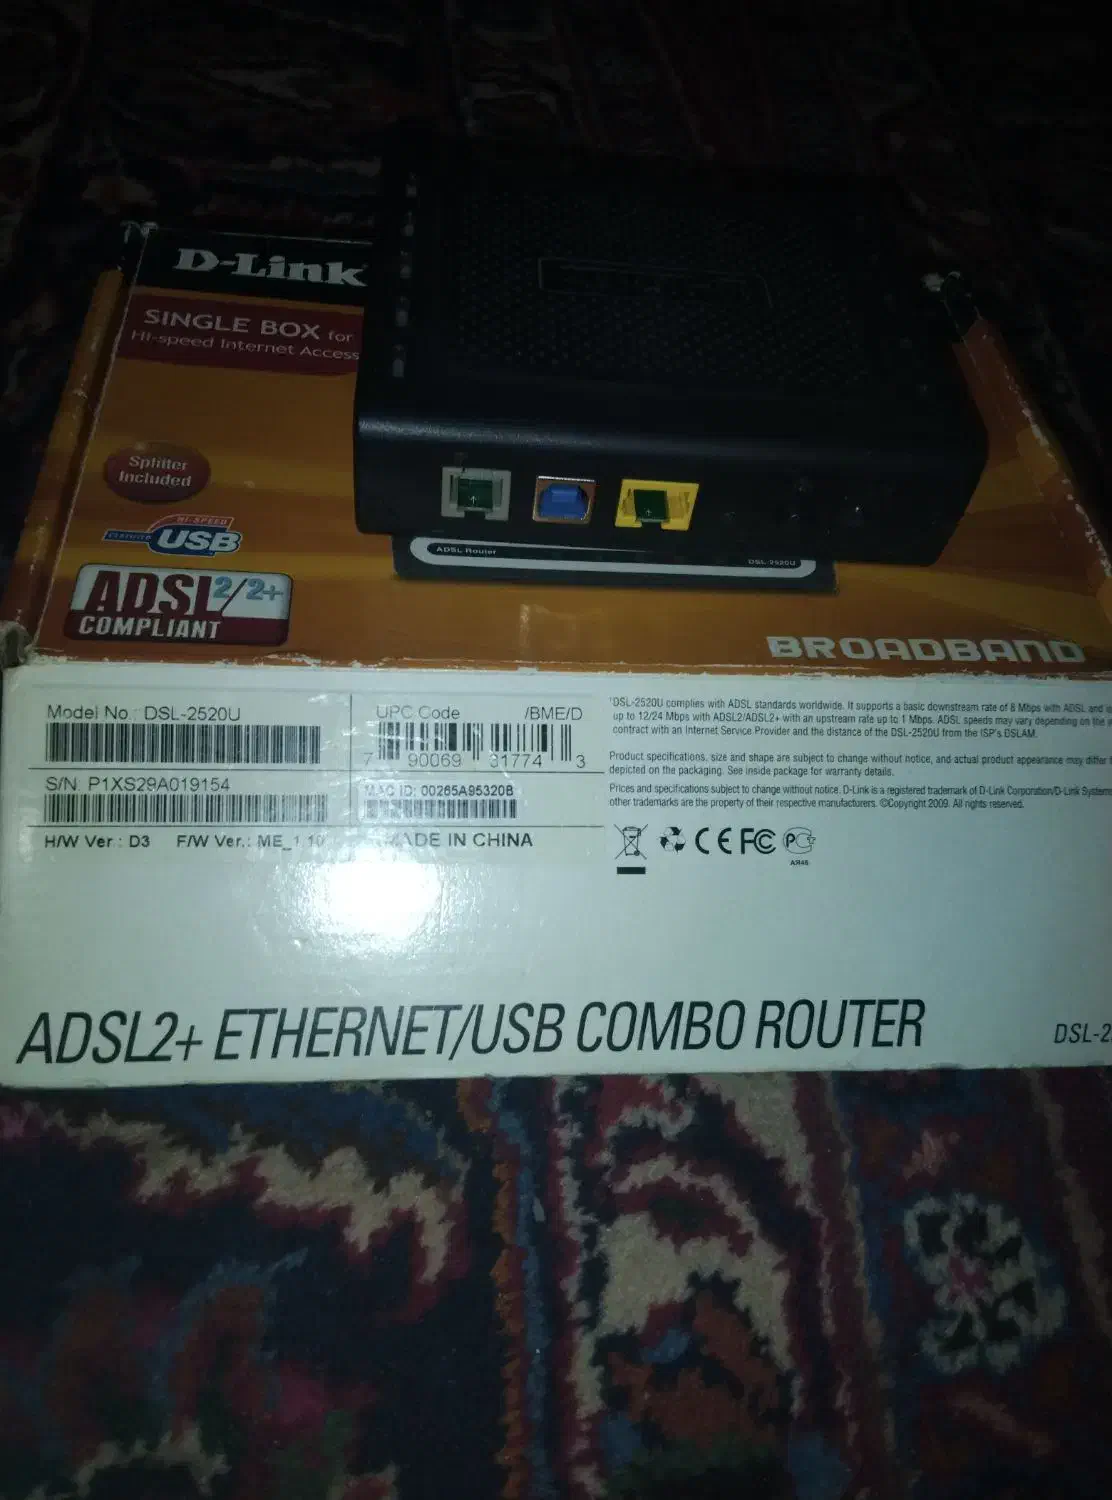 D-Link
SINGLE BOX for
Hi-speed Internet Access
Splitter
Included
HI-SPEED
CERTIFIED
USB
ADSL2/2+
COMPLIANT
ADSL Router
DSL-2520U
BROADBAND
Model No.: DSL-2520U
UPC Code /BME/D
7 90069 31774 3
S/N: P1XS29A019154
MAC ID: 00265A95320B
H/W Ver.: D3 F/W Ver.: ME_1.10
MADE IN CHINA
*DSL-2520U complies with ADSL standards worldwide. It supports a basic downstream rate of 8 Mbps with ADSL and
up to 12/24 Mbps with ADSL2/ADSL2+ with an upstream rate up to 1 Mbps. ADSL speeds may vary depending on the
contract with an Internet Service Provider and the distance of the DSL-2520U from the ISP's DSLAM.
Product specifications, size and shape are subject to change without notice, and actual product appearance may differ
depicted on the packaging. See inside package for warranty details.
Prices and specifications subject to change without notice. D-Link is a registered trademark of D-Link Corporation/D-Link Systems
other trademarks are the property of their respective manufacturers. ©Copyright 2009. All rights reserved.
CE FC
АЯ46
ADSL2+ ETHERNET/USB COMBO ROUTER
DSL-2